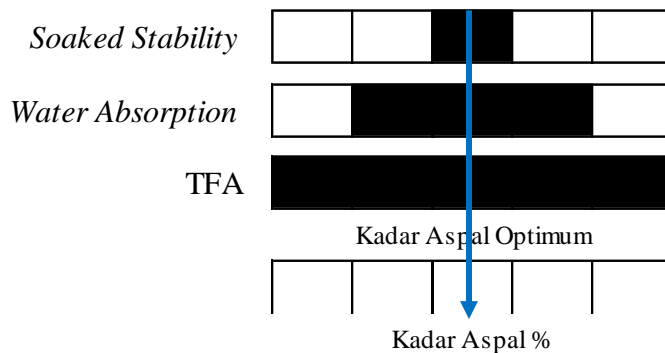 Soaked Stability
Water Absorption
TFA
Kadar Aspal Optimum
Kadar Aspal %